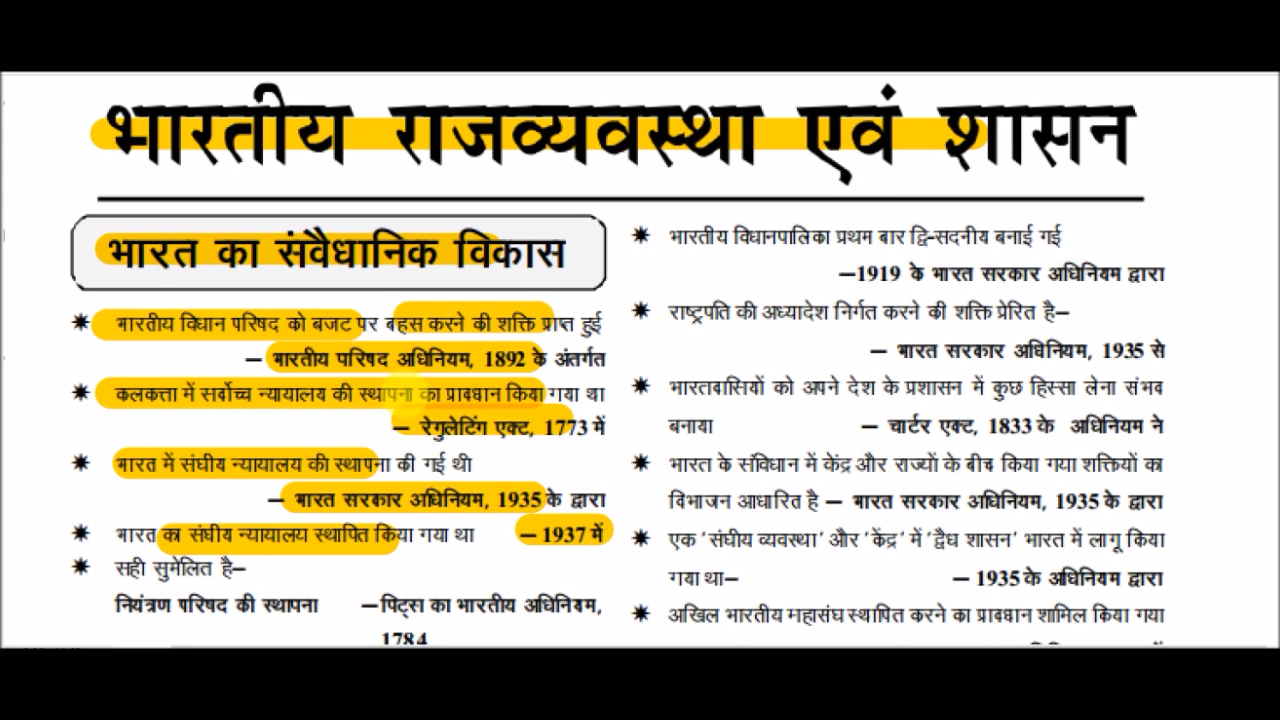 भारतीय राजव्यवस्था एवं शासन
भारत का संवैधानिक विकास
✷ भारतीय विधान परिषद को बजट पर बहस करने की शक्ति प्राप्त हुई
– भारतीय परिषद अधिनियम, 1892 के अंतर्गत
✷ कलकत्ता में सर्वोच्च न्यायालय की स्थापना का प्रावधान किया गया था
– रेगुलेटिंग एक्ट, 1773 में
✷ भारत में संघीय न्यायालय की स्थापना की गई थी
– भारत सरकार अधिनियम, 1935 के द्वारा
✷ भारत का संघीय न्यायालय स्थापित किया गया था – 1937 में
✷ सही सुमेलित है–
नियंत्रण परिषद की स्थापना –पिट्स का भारतीय अधिनियम,
1784
✷ भारतीय विधानपालिका प्रथम बार द्वि-सदनीय बनाई गई
–1919 के भारत सरकार अधिनियम द्वारा
✷ राष्ट्रपति की अध्यादेश निर्गत करने की शक्ति प्रेरित है–
– भारत सरकार अधिनियम, 1935 से
✷ भारतवासियों को अपने देश के प्रशासन में कुछ हिस्सा लेना संभव
बनाया – चार्टर एक्ट, 1833 के अधिनियम ने
✷ भारत के संविधान में केंद्र और राज्यों के बीच किया गया शक्तियों का
विभाजन आधारित है – भारत सरकार अधिनियम, 1935 के द्वारा
✷ एक 'संघीय व्यवस्था' और 'केंद्र' में 'द्वैध शासन' भारत में लागू किया
गया था– – 1935 के अधिनियम द्वारा
✷ अखिल भारतीय महासंघ स्थापित करने का प्रावधान शामिल किया गया